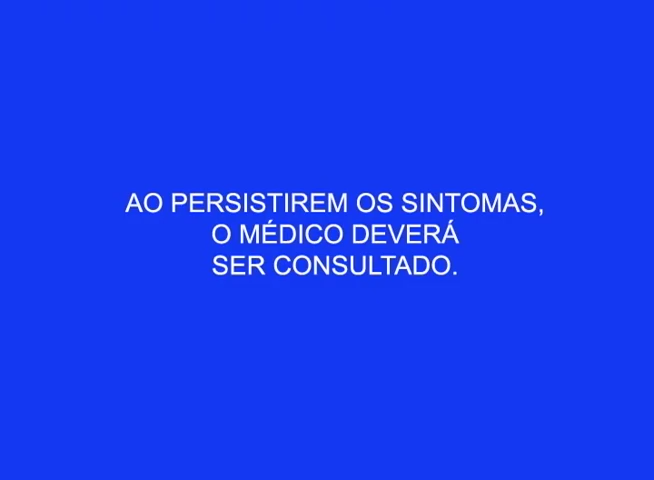 AO PERSISTIREM OS SINTOMAS,
O MÉDICO DEVERÁ
SER CONSULTADO.